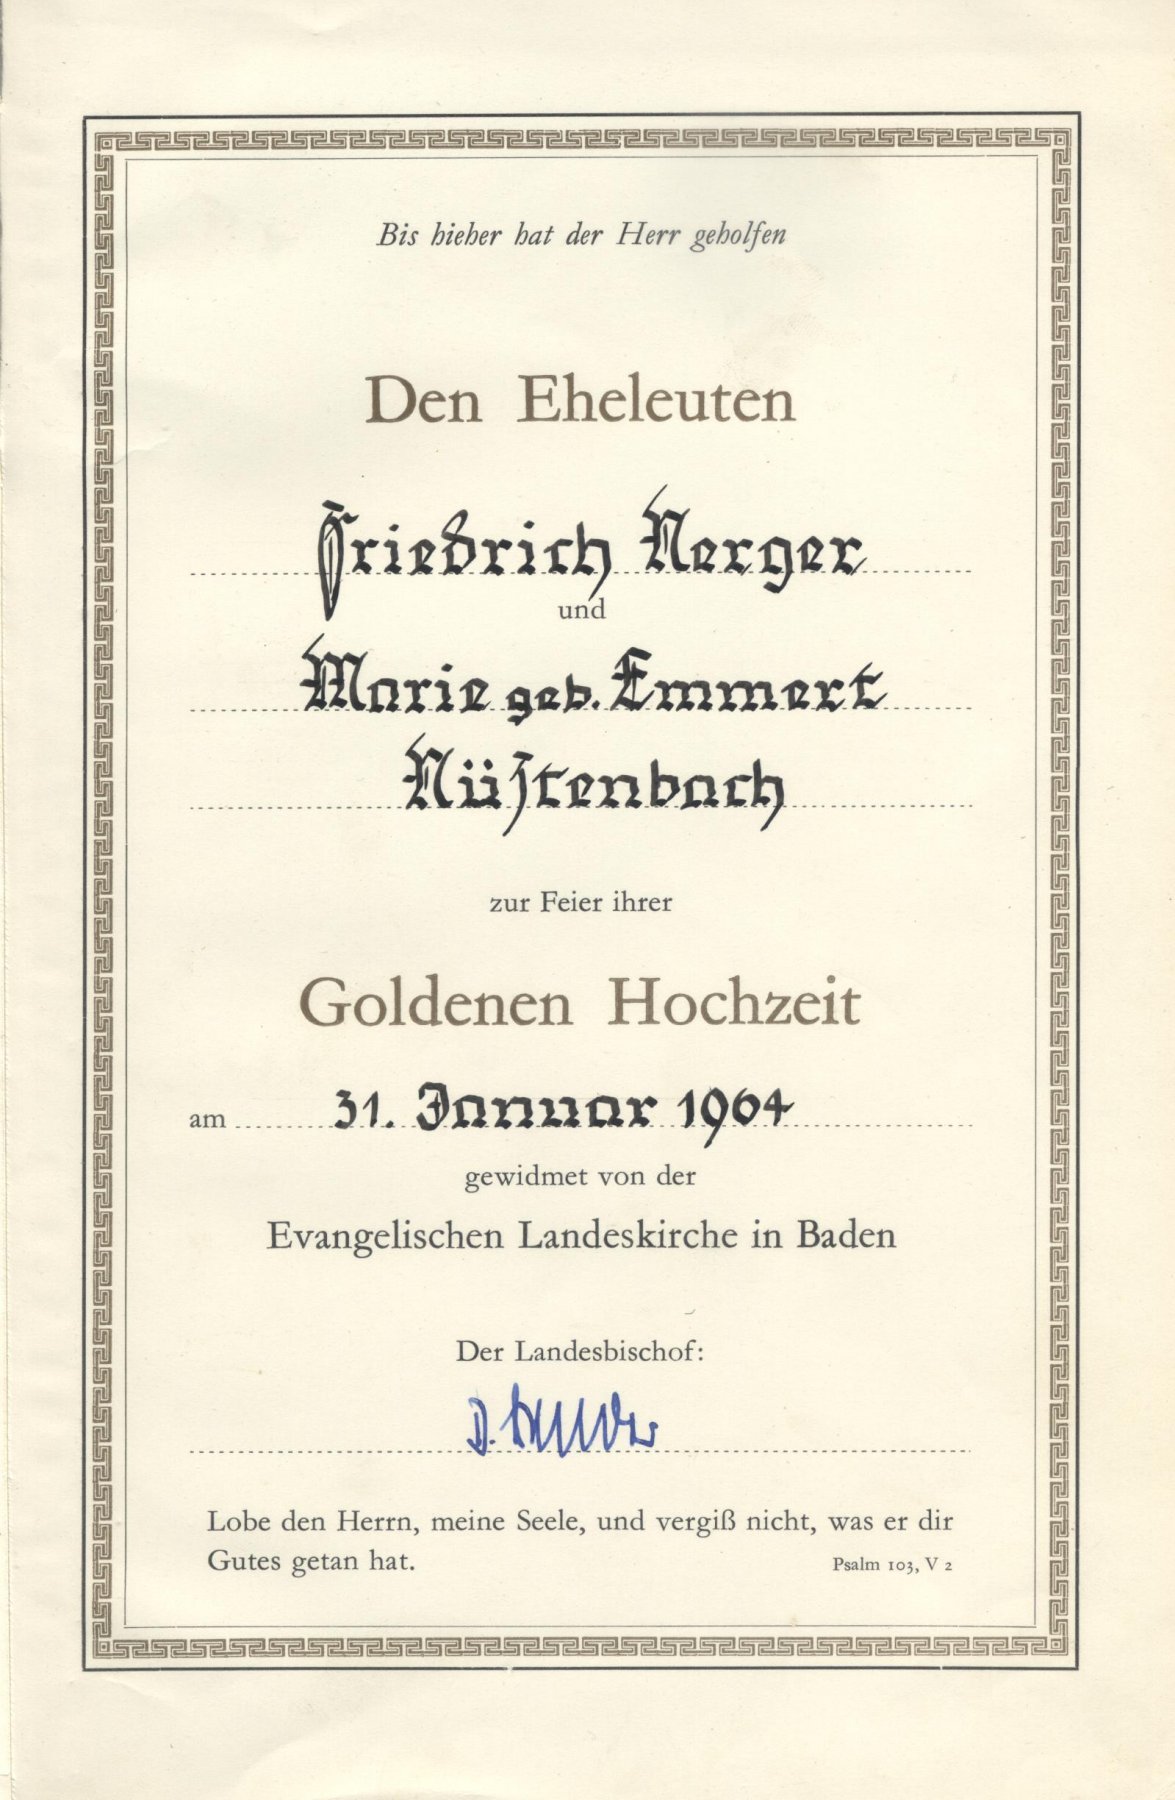 Bis hieher hat der Herr geholfen
Den Eheleuten
Friedrich Nerger
und
Marie geb. Emmert
Nüstenbach
zur Feier ihrer
Goldenen Hochzeit
am 31. Januar 1964
gewidmet von der
Evangelischen Landeskirche in Baden
Der Landesbischof:
D.
Lobe den Herrn, meine Seele, und vergiß nicht, was er dir
Gutes getan hat. Psalm 103, V 2